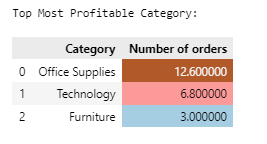 Top Most Profitable Category:
Category Number of orders
0 Office Supplies 12.600000
1 Technology 6.800000
2 Furniture 3.000000